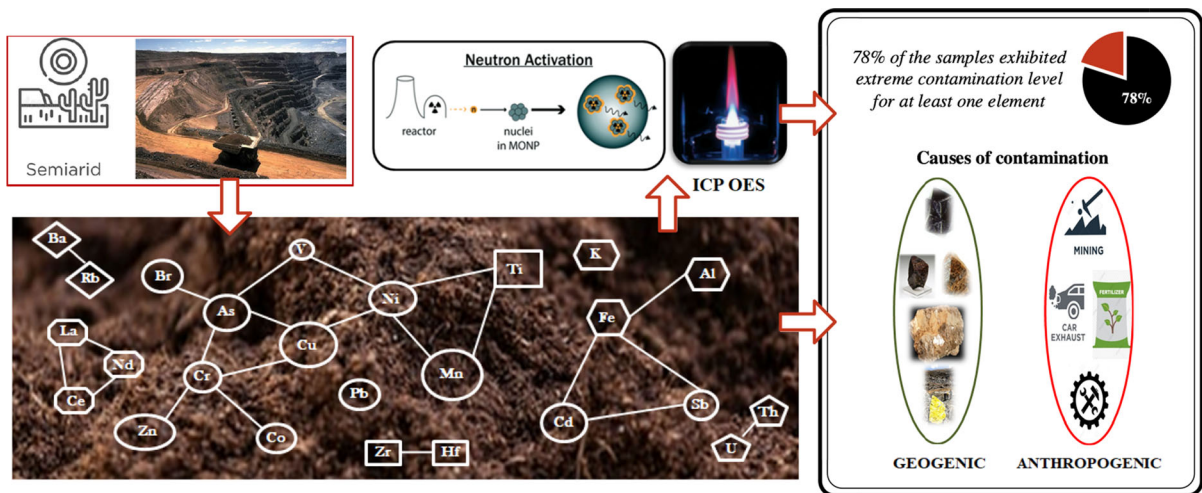 Semiarid
Neutron Activation
reactor
n
nuclei
in MONP
ICP OES
78% of the samples exhibited
extreme contamination level
for at least one element
78%
Causes of contamination
MINING
CAR
EXHAUST
FERTILIZER
GEOGENIC
ANTHROPOGENIC
Ba
Rb
Br
V
Ni
Ti
K
Al
As
Fe
La
Cu
Nd
Mn
Cr
Ce
Pb
Sb
Zn
Co
Cd
Th
U
Zr
Hf